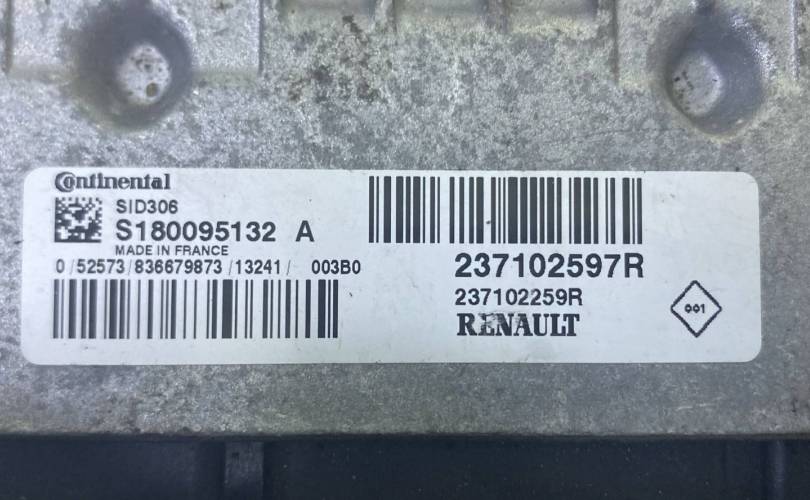 Continental
SID306
S180095132 A
MADE IN FRANCE
0/52573/836679873/13241/ 003B0
237102597R
237102259R
RENAULT
001